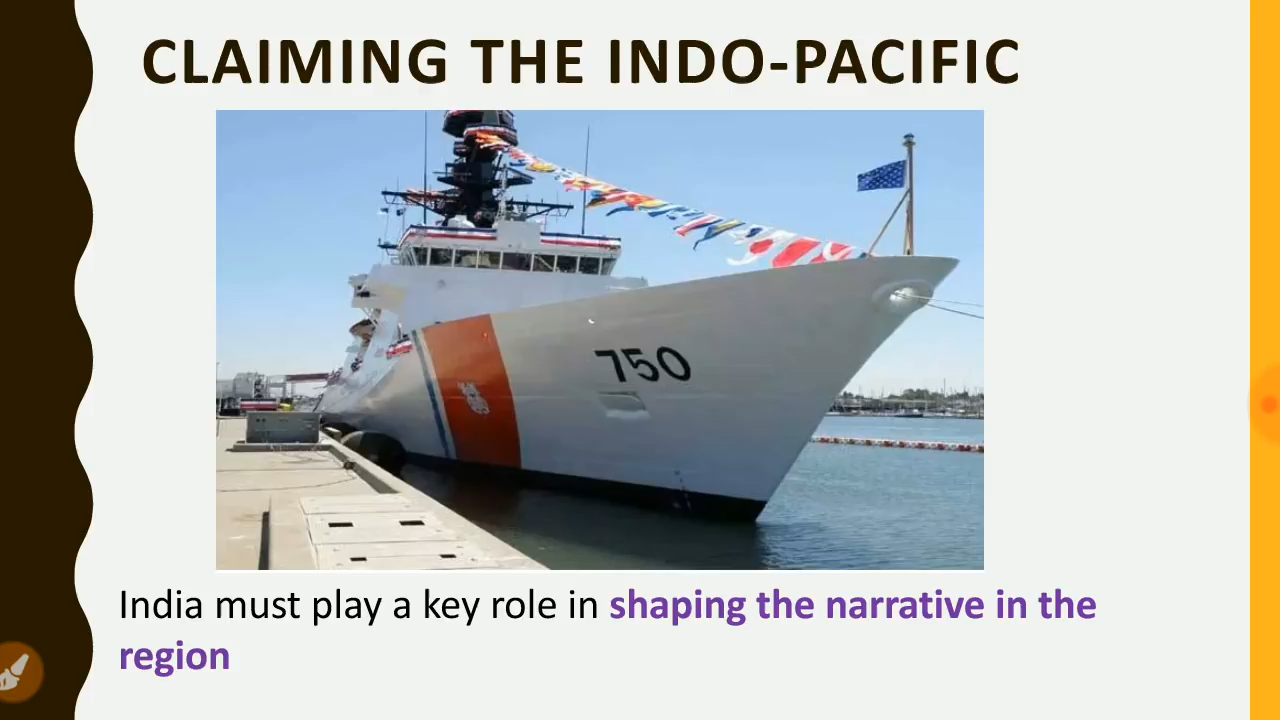 CLAIMING THE INDO-PACIFIC
750
India must play a key role in shaping the narrative in the
region